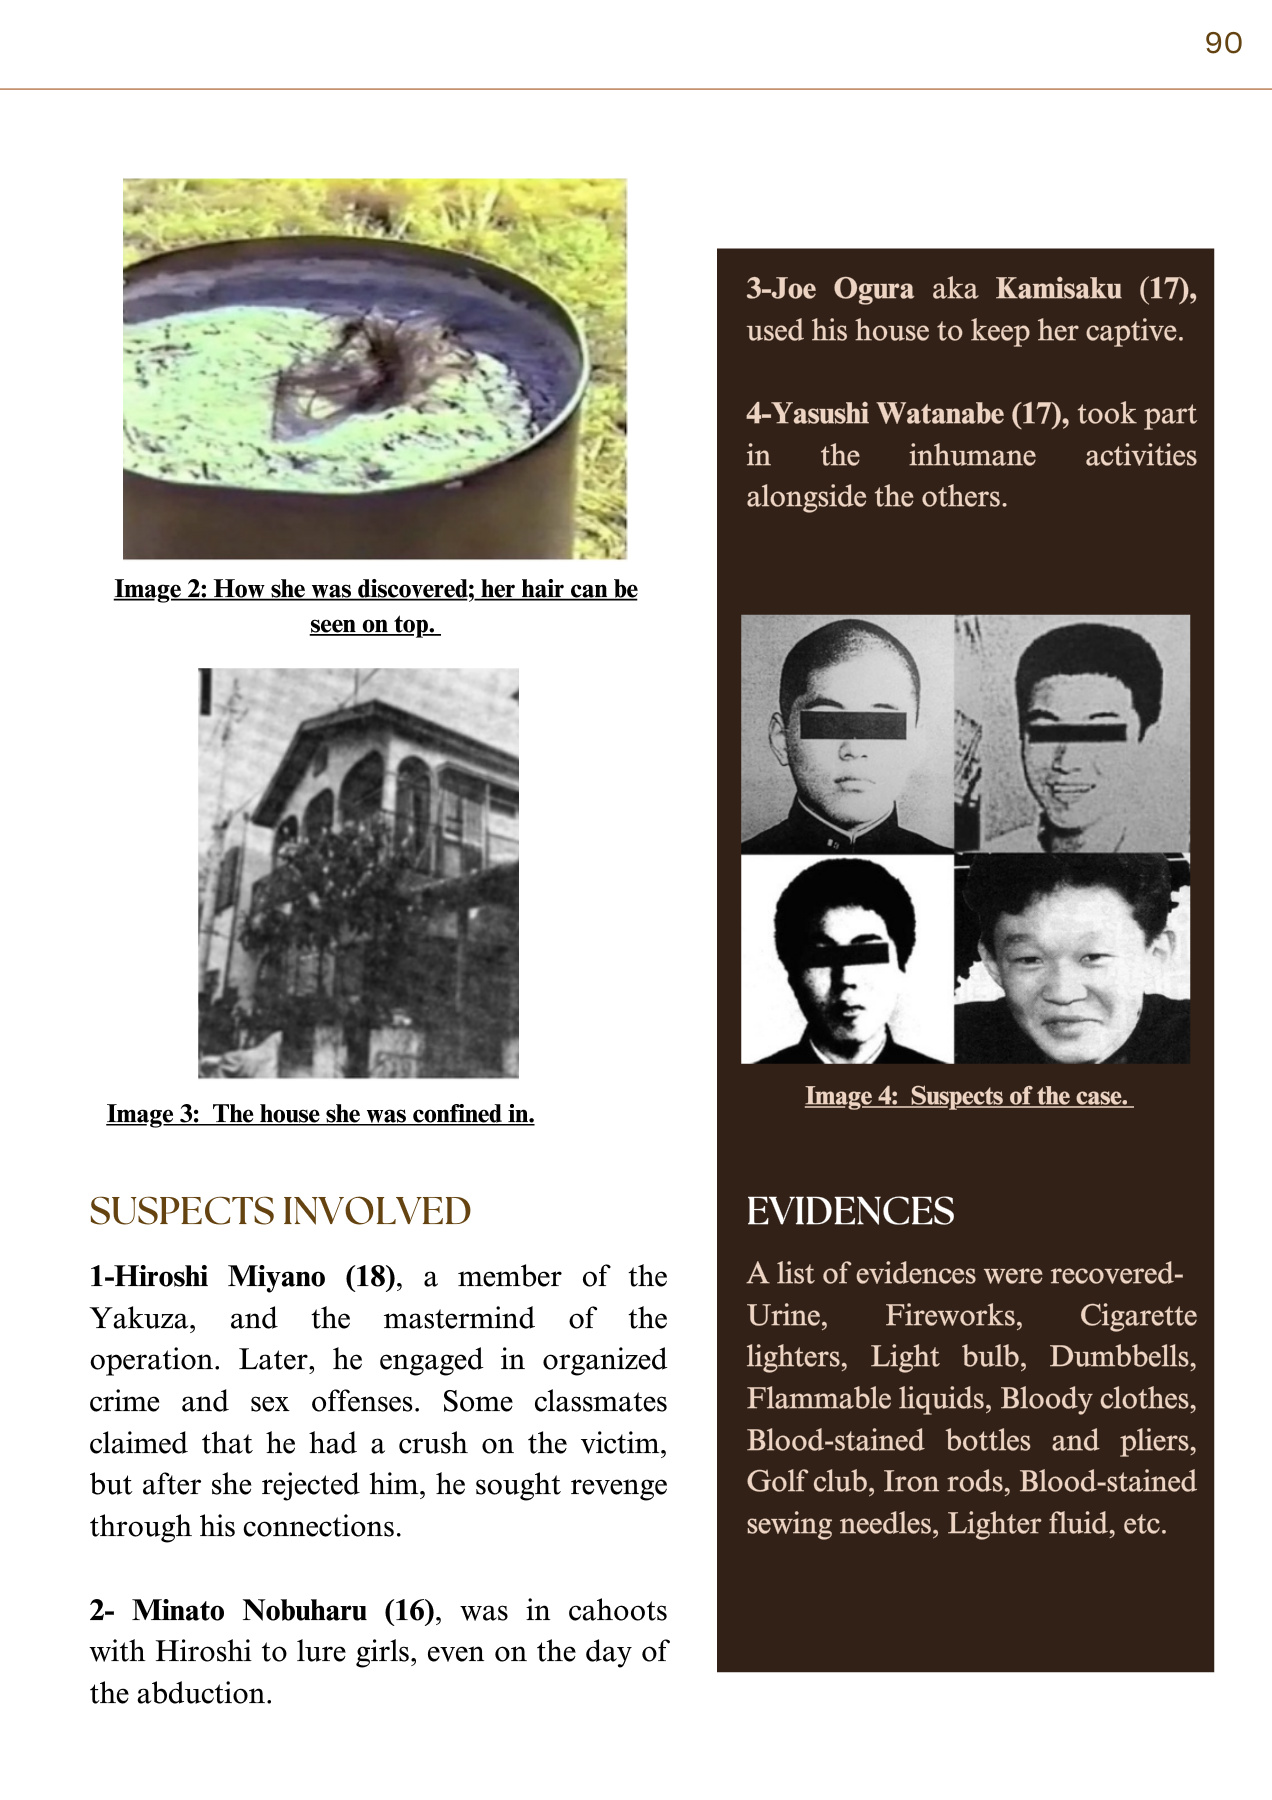 90
Image 2: How she was discovered; her hair can be
seen on top.
Image 3:  The house she was confined in.
SUSPECTS INVOLVED
1-Hiroshi Miyano (18), a member of the
Yakuza, and the mastermind of the
operation. Later, he engaged in organized
crime and sex offenses. Some classmates
claimed that he had a crush on the victim,
but after she rejected him, he sought revenge
through his connections.
2- Minato Nobuharu (16), was in cahoots
with Hiroshi to lure girls, even on the day of
the abduction.
3-Joe Ogura aka Kamisaku (17),
used his house to keep her captive.
4-Yasushi Watanabe (17), took part
in the inhumane activities
alongside the others.
Image 4:  Suspects of the case.
EVIDENCES
A list of evidences were recovered-
Urine, Fireworks, Cigarette
lighters, Light bulb, Dumbbells,
Flammable liquids, Bloody clothes,
Blood-stained bottles and pliers,
Golf club, Iron rods, Blood-stained
sewing needles, Lighter fluid, etc.